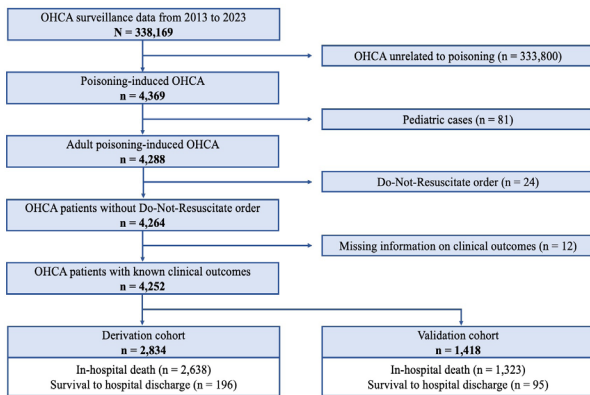 OHCA surveillance data from 2013 to 2023
N = 338,169
OHCA unrelated to poisoning (n = 333,800)
Poisoning-induced OHCA
n = 4,369
Pediatric cases (n = 81)
Adult poisoning-induced OHCA
n = 4,288
Do-Not-Resuscitate order (n = 24)
OHCA patients without Do-Not-Resuscitate order
n = 4,264
Missing information on clinical outcomes (n = 12)
OHCA patients with known clinical outcomes
n = 4,252
Derivation cohort
n = 2,834
In-hospital death (n = 2,638)
Survival to hospital discharge (n = 196)
Validation cohort
n = 1,418
In-hospital death (n = 1,323)
Survival to hospital discharge (n = 95)